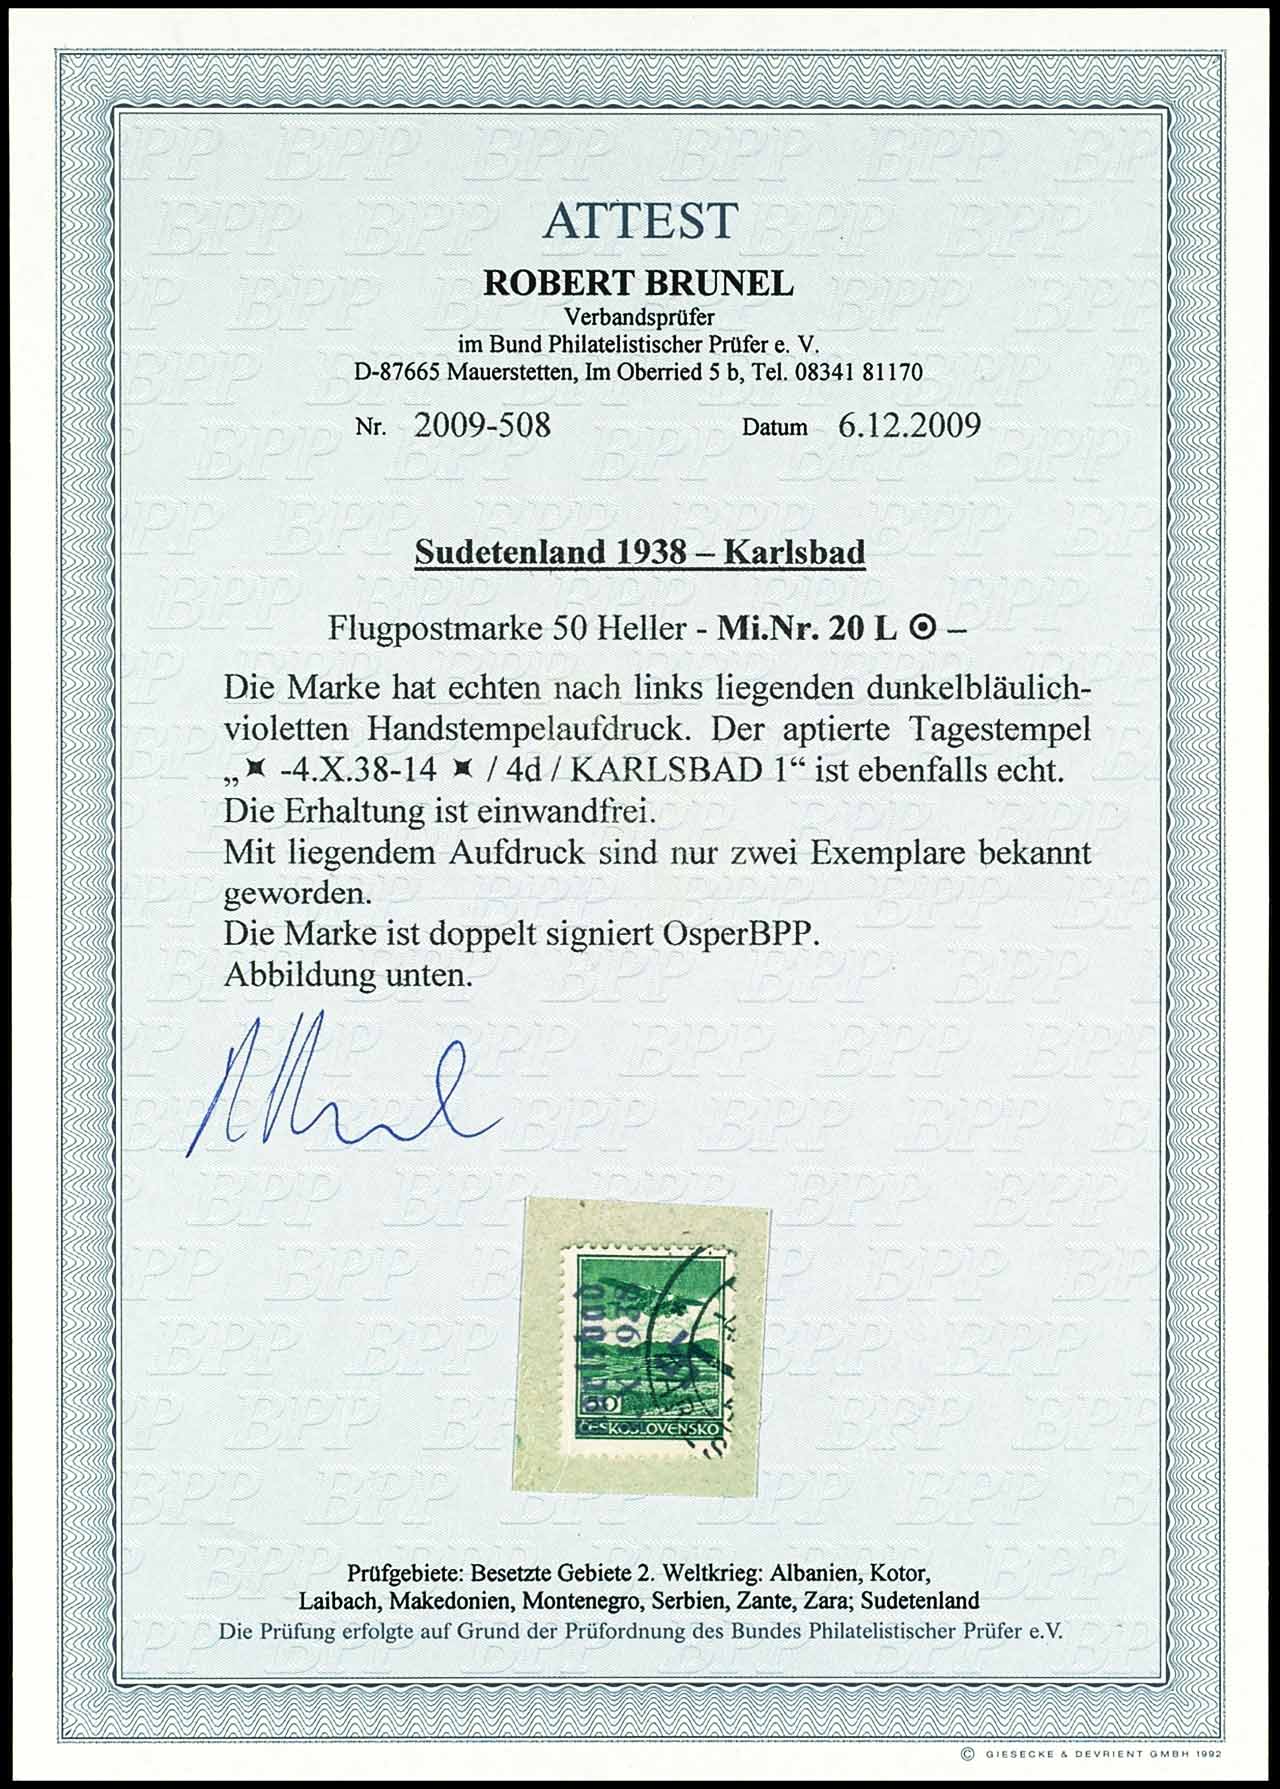 ATTEST
ROBERT BRUNEL
Verbandsprüfer
im Bund Philatelistischer Prüfer e. V.
D-87665 Mauerstetten, Im Oberried 5 b, Tel. 08341 81170
Nr. 2009-508 Datum 6.12.2009
Sudetenland 1938 – Karlsbad
Flugpostmarke 50 Heller - Mi.Nr. 20 L ⊙ –
Die Marke hat echten nach links liegenden dunkelbläulich-
violetten Handstempelaufdruck. Der aptierte Tagestempel
„✶ -4.X.38-14 ✶ / 4d / KARLSBAD 1“ ist ebenfalls echt.
Die Erhaltung ist einwandfrei.
Mit liegendem Aufdruck sind nur zwei Exemplare bekannt
geworden.
Die Marke ist doppelt signiert OsperBPP.
Abbildung unten.
ČESKOSLOVENSKO
Prüfgebiete: Besetzte Gebiete 2. Weltkrieg: Albanien, Kotor,
Laibach, Makedonien, Montenegro, Serbien, Zante, Zara; Sudetenland
Die Prüfung erfolgte auf Grund der Prüfordnung des Bundes Philatelistischer Prüfer e.V.
© GIESECKE & DEVRIENT GMBH 1992